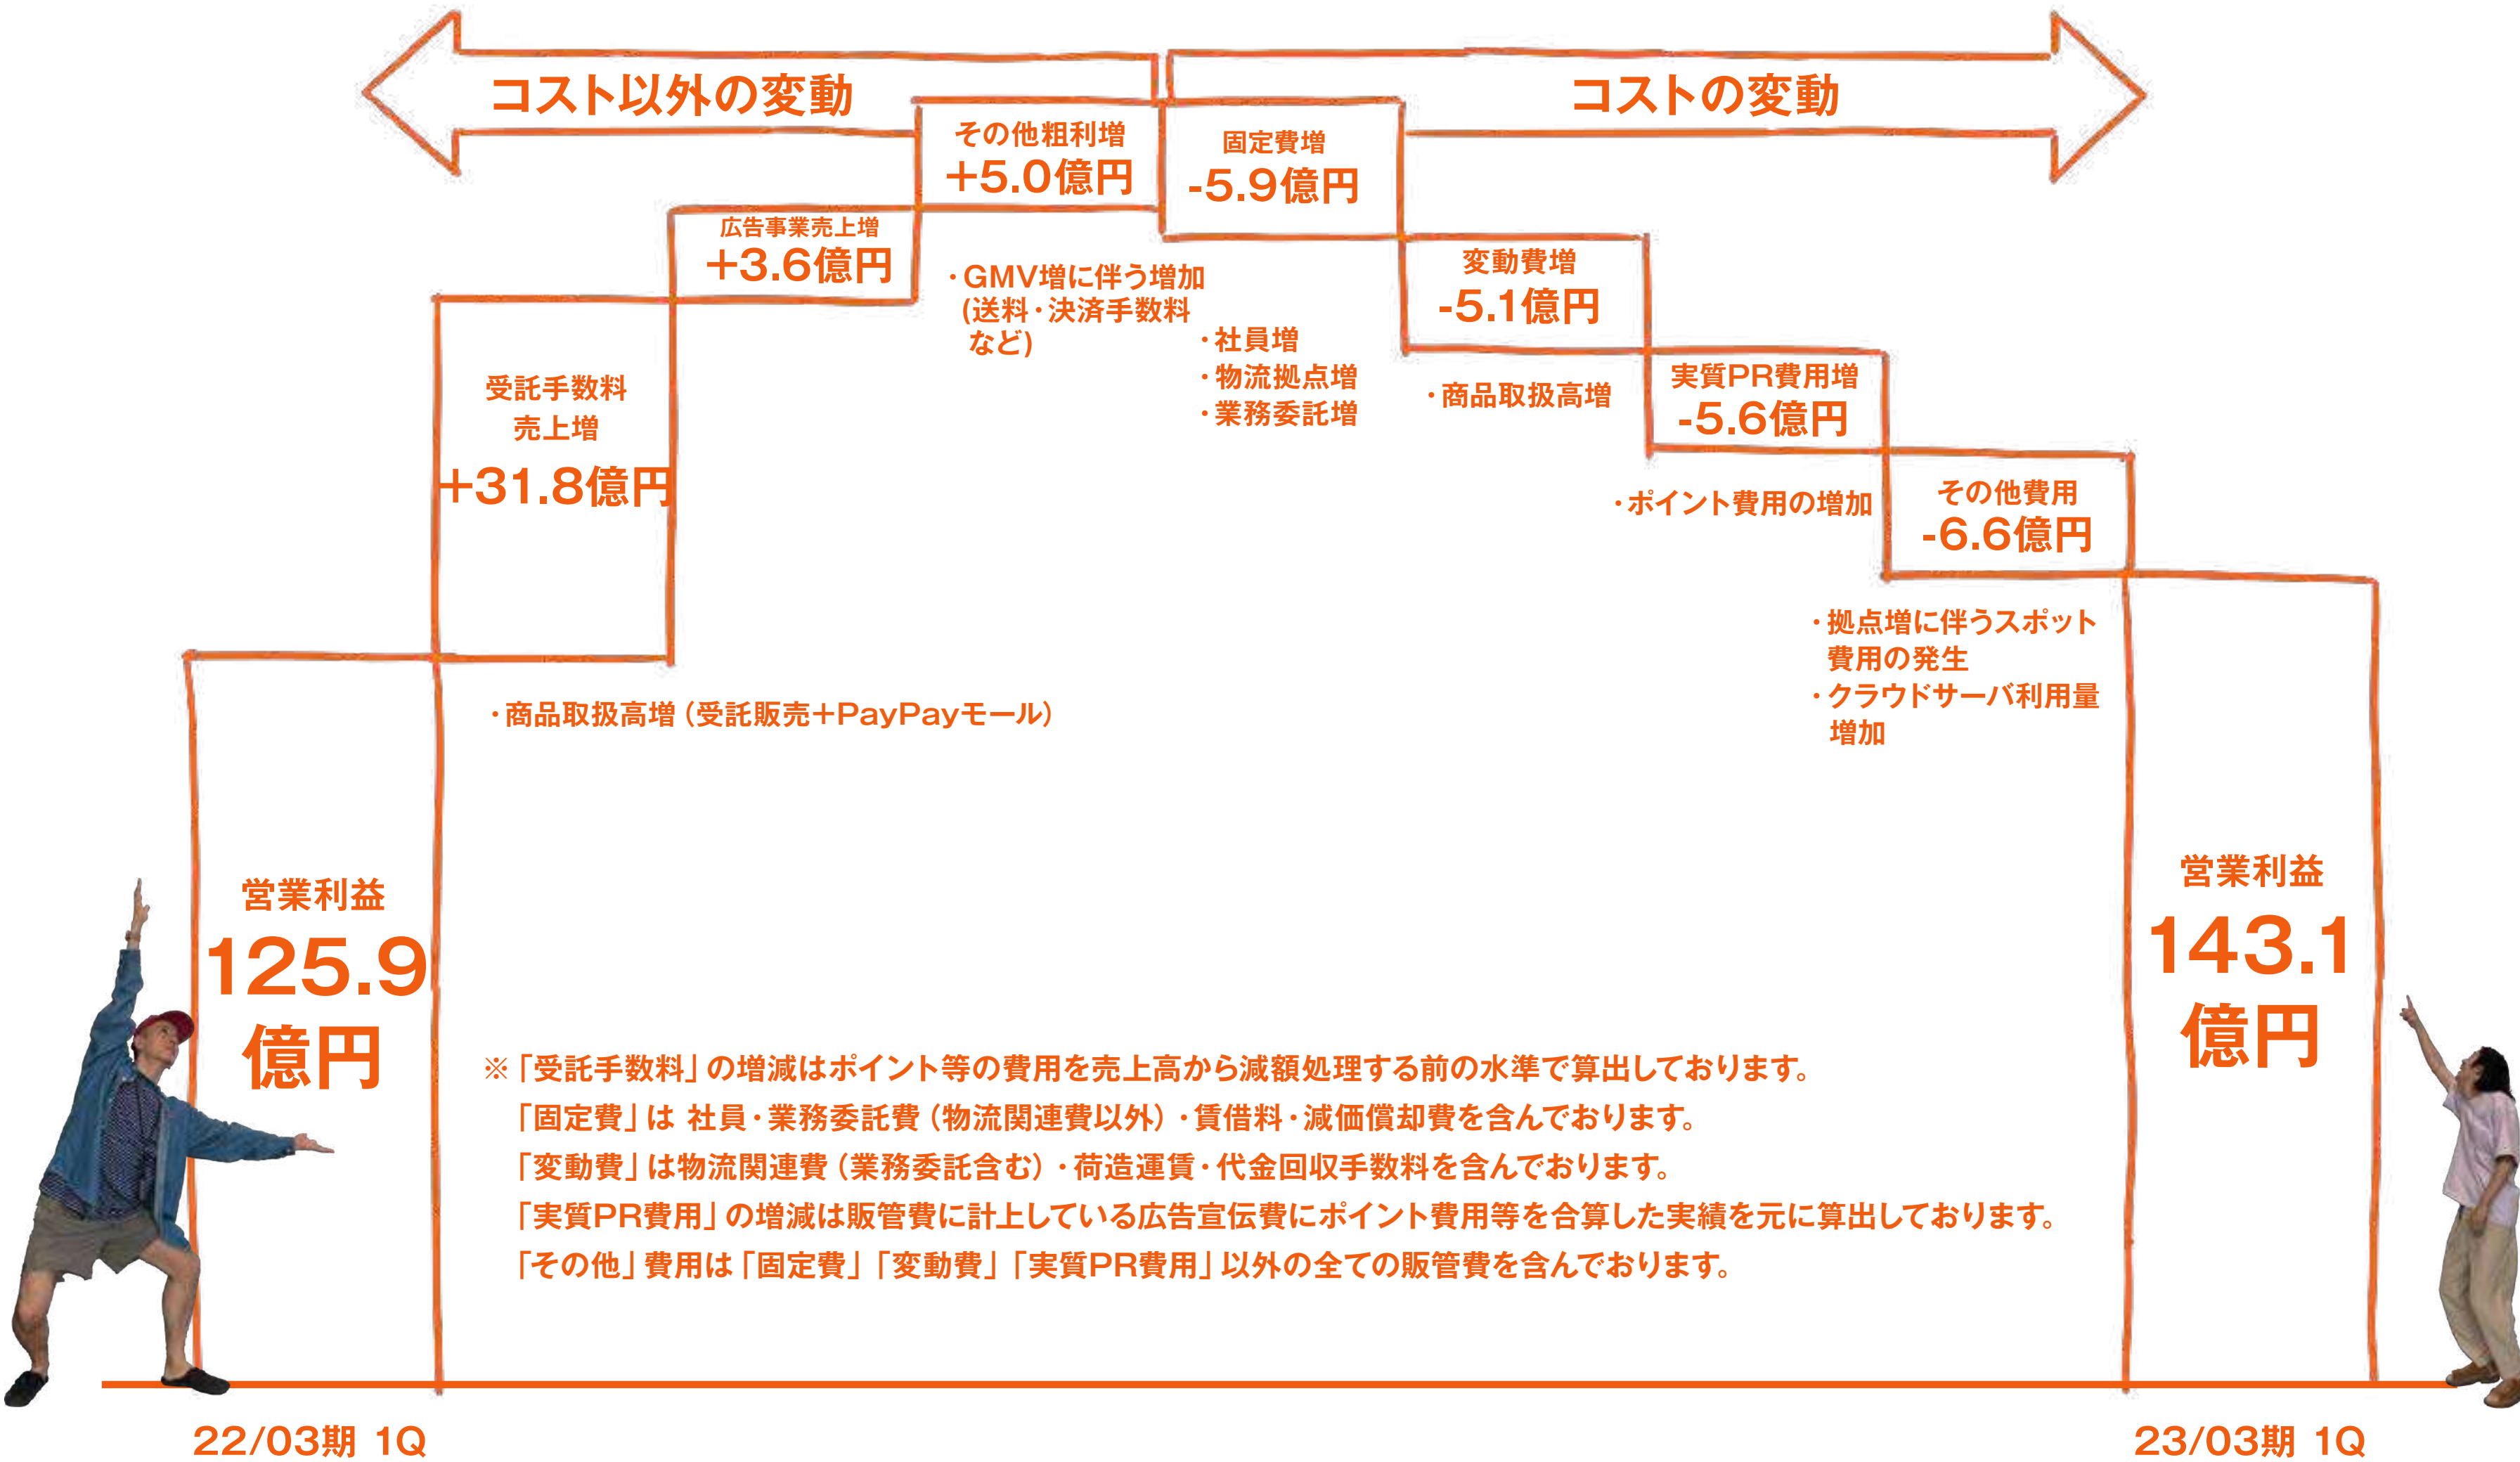 コスト以外の変動
コストの変動
その他粗利増
+5.0億円
固定費増
-5.9億円
広告事業売上増
+3.6億円
・GMV増に伴う増加
(送料・決済手数料
など)
変動費増
-5.1億円
・社員増
・物流拠点増
・業務委託増
受託手数料
売上増
+31.8億円
・商品取扱高増
実質PR費用増
-5.6億円
・ポイント費用の増加
その他費用
-6.6億円
・拠点増に伴うスポット
費用の発生
・クラウドサーバ利用量
増加
・商品取扱高増（受託販売+PayPayモール）
営業利益
125.9
億円
営業利益
143.1
億円
※「受託手数料」の増減はポイント等の費用を売上高から減額処理する前の水準で算出しております。
「固定費」は 社員・業務委託費（物流関連費以外）・賃借料・減価償却費を含んでおります。
「変動費」は物流関連費（業務委託含む）・荷造運賃・代金回収手数料を含んでおります。
「実質PR費用」の増減は販管費に計上している広告宣伝費にポイント費用等を合算した実績を元に算出しております。
「その他」費用は「固定費」「変動費」「実質PR費用」以外の全ての販管費を含んでおります。
22/03期 1Q
23/03期 1Q